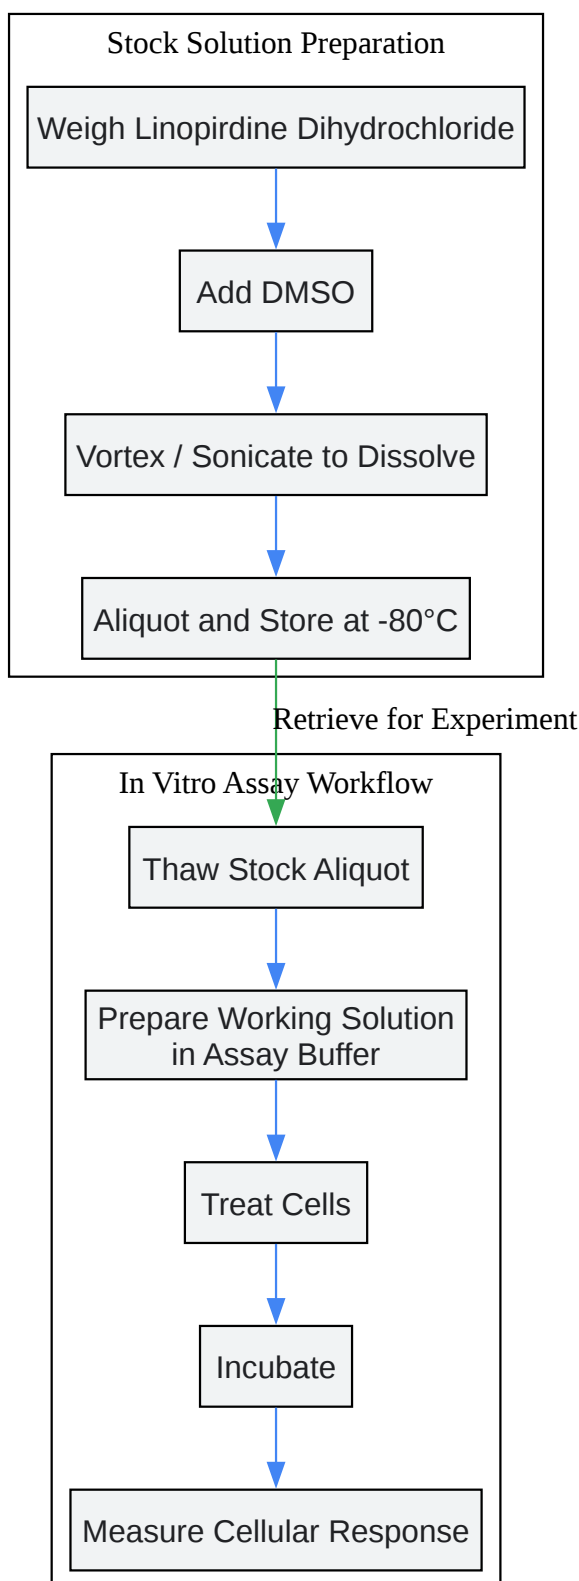 Stock Solution Preparation
Weigh Linopirdine Dihydrochloride
Add DMSO
Vortex / Sonicate to Dissolve
Aliquot and Store at -80°C
Retrieve for Experiment
In Vitro Assay Workflow
Thaw Stock Aliquot
Prepare Working Solution
in Assay Buffer
Treat Cells
Incubate
Measure Cellular Response